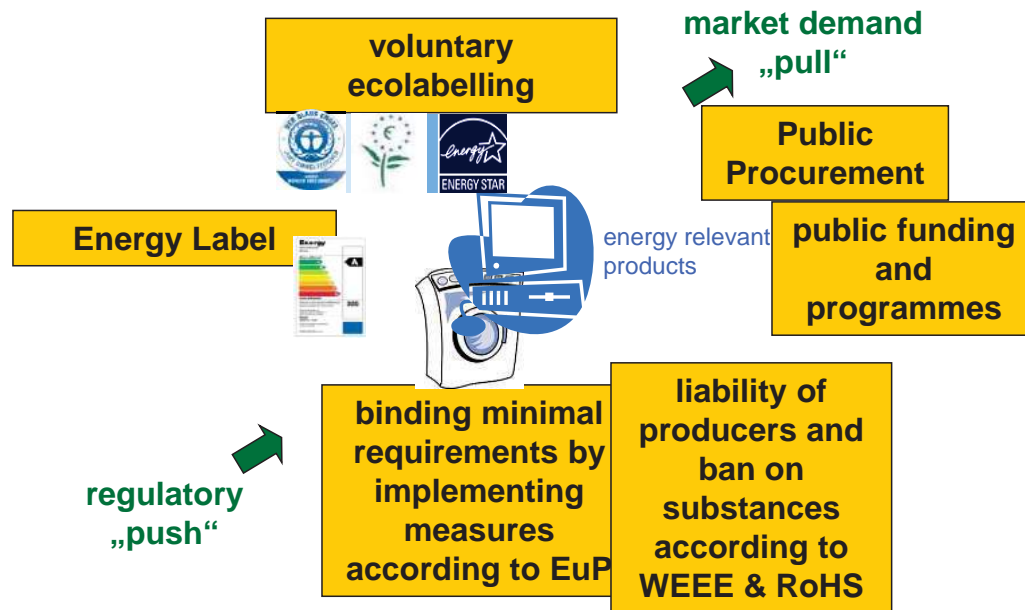 voluntary
ecolabelling
market demand
„pull“
Public
Procurement
energy
ENERGY STAR
Energy Label
Energy
A
energy relevant
products
public funding
and
programmes
binding minimal
requirements by
implementing
measures
according to EuP
liability of
producers and
ban on
substances
according to
WEEE & RoHS
regulatory
„push“